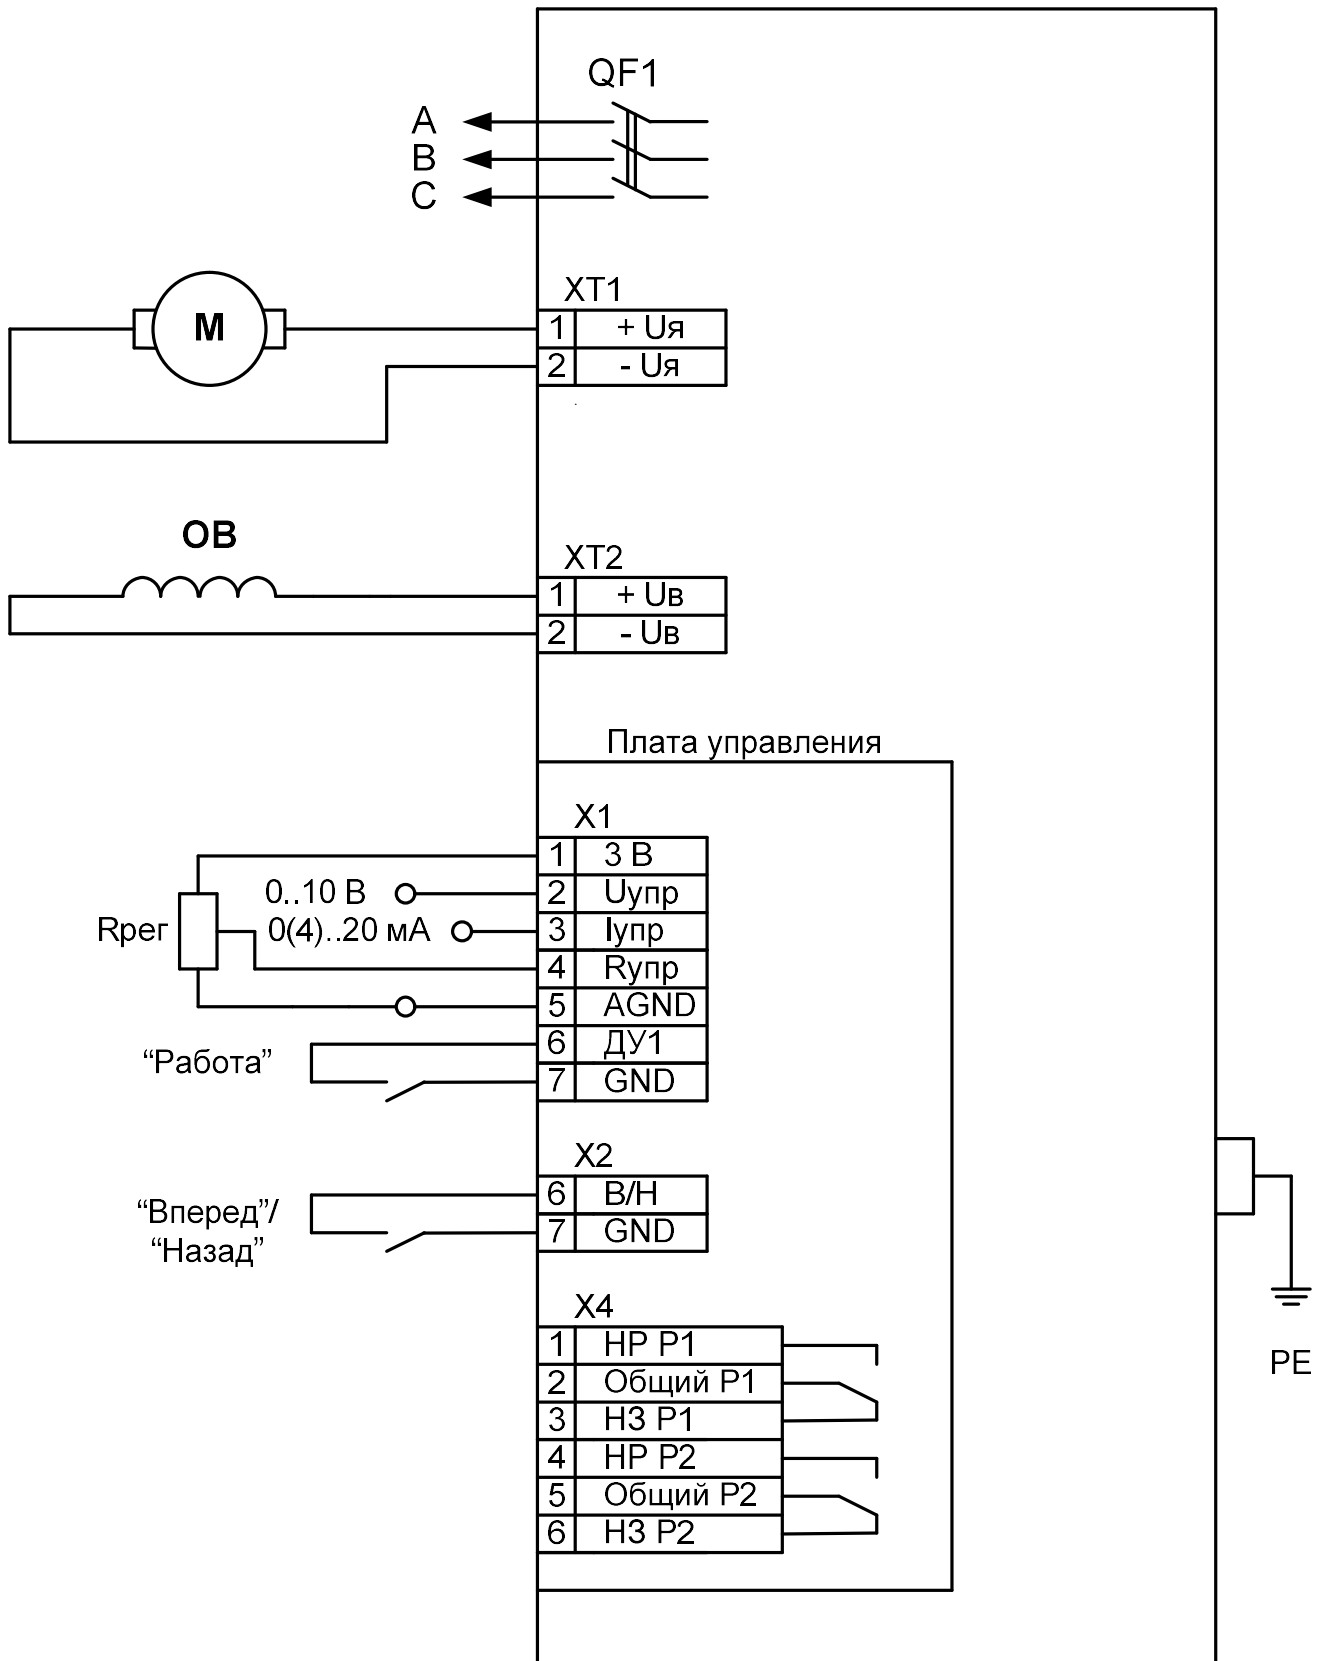 QF1
A
B
C
XT1
M
1 + Uя
2 - Uя
ОВ
XT2
1 + Uв
2 - Uв
Плата управления
X1
1 3 В
0..10 В 2 Uупр
Rрег 0(4)..20 мА 3 Iупр
4 Rупр
5 AGND
“Работа” 6 ДУ1
7 GND
X2
“Вперед”/ 6 В/Н
“Назад” 7 GND
X4
1 НР Р1
2 Общий Р1
3 НЗ Р1
4 НР Р2
5 Общий Р2
6 НЗ Р2
PE